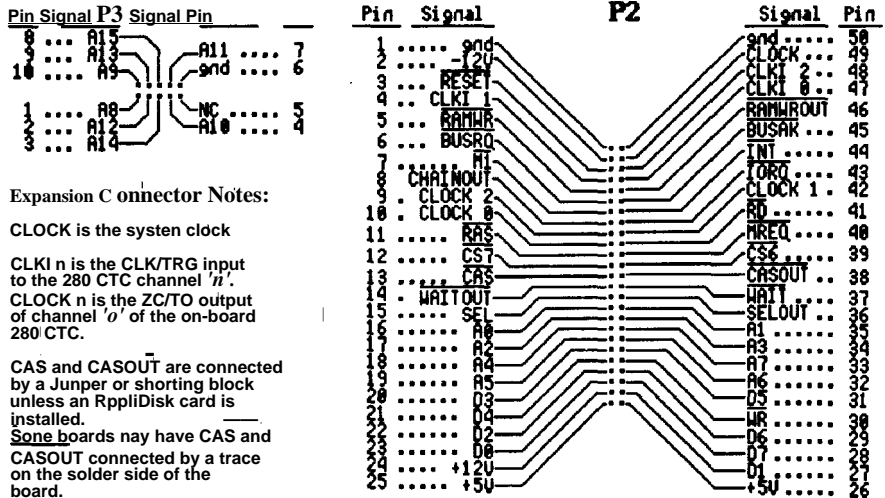 Pin Signal P3 Signal Pin
8 ... A15
9 ... A13
10 ... A9
A11 .... 7
gnd .... 6
1 ..... A8
2 ... A12
3 ... A14
NC ..... 5
A10 .... 4
Expansion C onnector Notes:
CLOCK is the systen clock
CLKI n is the CLK/TRG input
to the 280 CTC channel 'n'.
CLOCK n is the ZC/TO output
of channel 'o' of the on-board
280 CTC.
CAS and CASOUT are connected
by a Junper or shorting block
unless an RppliDisk card is
installed.
Sone boards nay have CAS and
CASOUT connected by a trace
on the solder side of the
board.
Pin Signal P2 Signal Pin
1 ..... gnd
2 .... -12V
3 ... RESET
4 .. CLKI 1
5 ... RAMWR
6 ... BUSRQ
7 ...... M1
8 CHAINOUT
9 . CLOCK 2
10 . CLOCK 0
11 ..... RAS
12 ..... CS7
13 ..... CAS
14 . WAITOUT
15 ..... SEL
16 ...... A0
17 ...... A2
18 ...... A4
19 ...... A5
20 ...... D3
21 ...... D4
22 ...... D2
23 ...... D0
24 .... +12V
25 ..... +5V
gnd ..... 50
CLOCK ... 49
CLKI 2 .. 48
CLKI 0 .. 47
RAMWROUT 46
BUSAK ... 45
INT ..... 44
IORQ .... 43
CLOCK 1 . 42
RD ...... 41
MREQ .... 40
CS6 ..... 39
CASOUT .. 38
WAIT .... 37
SELOUT .. 36
A1 ...... 35
A3 ...... 34
A7 ...... 33
A6 ...... 32
D5 ...... 31
WR ...... 30
D6 ...... 29
D7 ...... 28
D1 ...... 27
+5V ..... 26